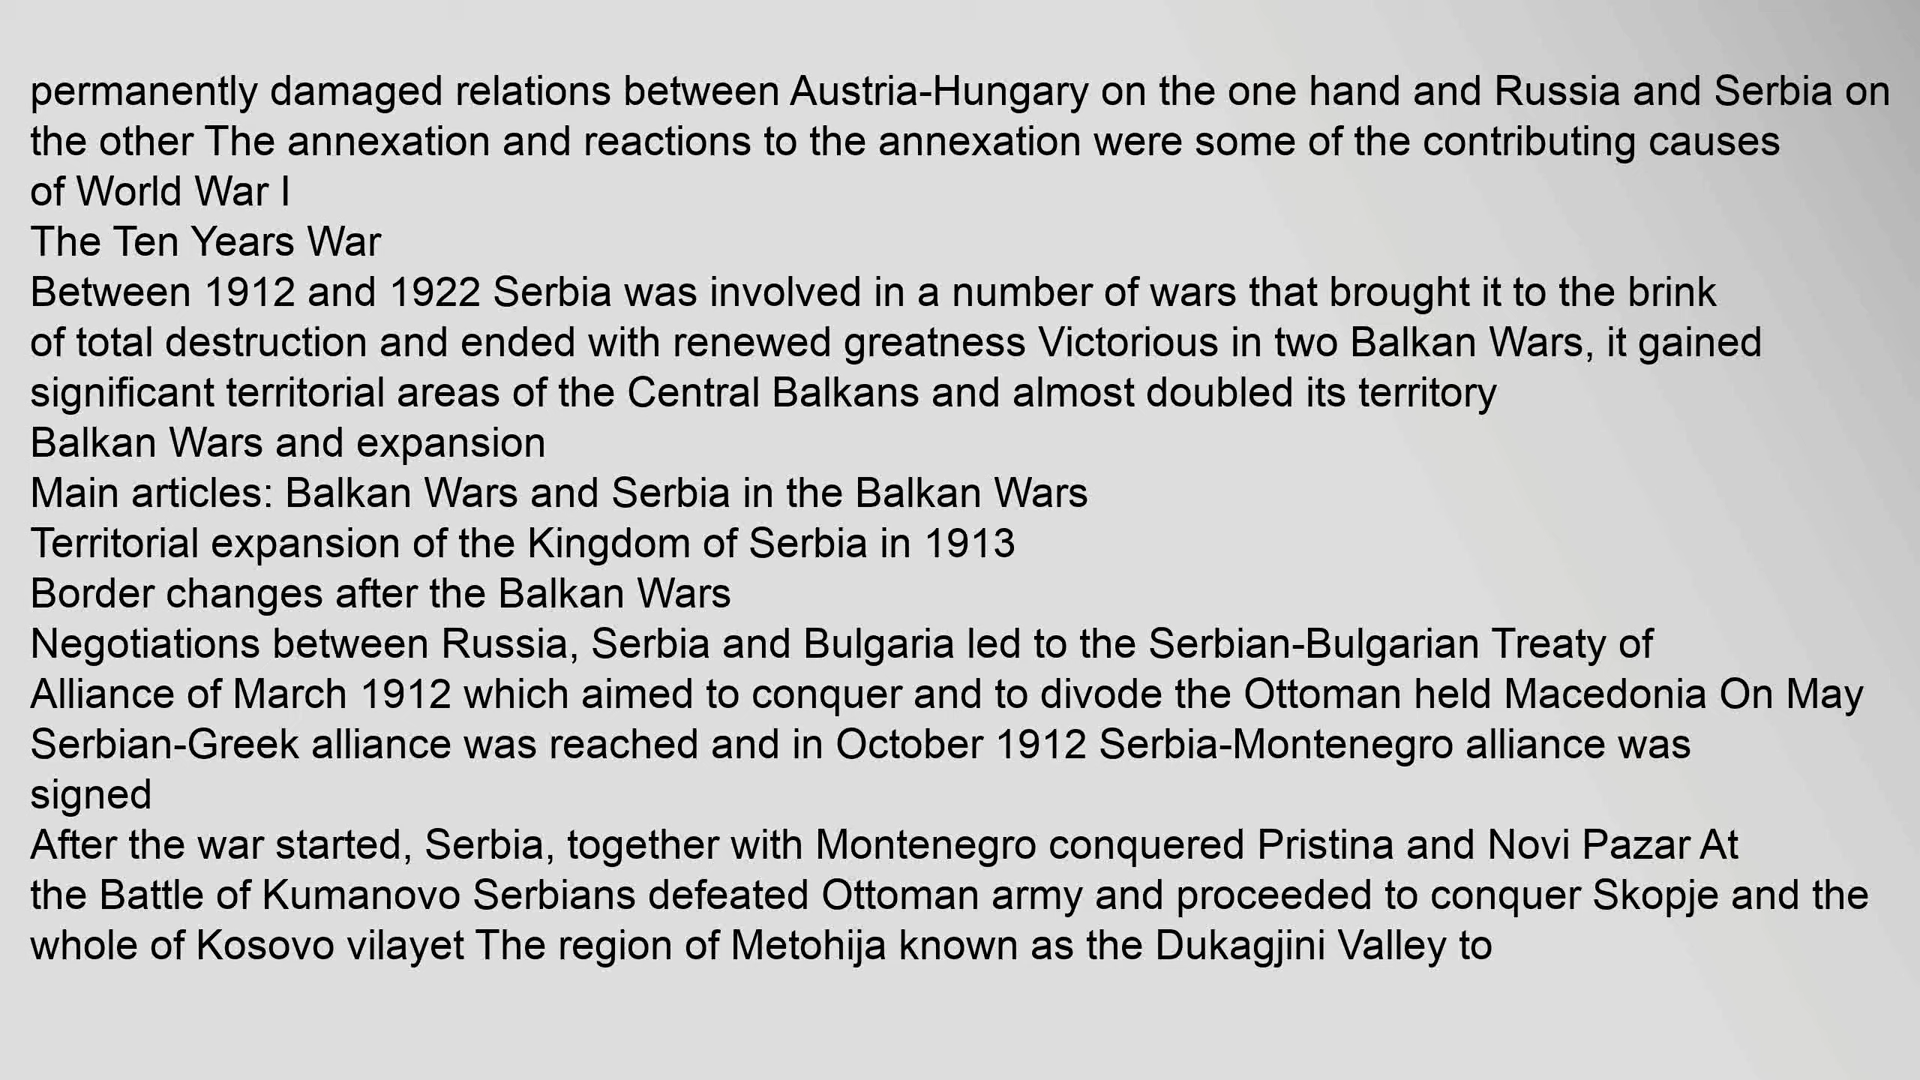 permanently damaged relations between Austria-Hungary on the one hand and Russia and Serbia on
the other The annexation and reactions to the annexation were some of the contributing causes
of World War I
The Ten Years War
Between 1912 and 1922 Serbia was involved in a number of wars that brought it to the brink
of total destruction and ended with renewed greatness Victorious in two Balkan Wars, it gained
significant territorial areas of the Central Balkans and almost doubled its territory
Balkan Wars and expansion
Main articles: Balkan Wars and Serbia in the Balkan Wars
Territorial expansion of the Kingdom of Serbia in 1913
Border changes after the Balkan Wars
Negotiations between Russia, Serbia and Bulgaria led to the Serbian-Bulgarian Treaty of
Alliance of March 1912 which aimed to conquer and to divode the Ottoman held Macedonia On May
Serbian-Greek alliance was reached and in October 1912 Serbia-Montenegro alliance was
signed
After the war started, Serbia, together with Montenegro conquered Pristina and Novi Pazar At
the Battle of Kumanovo Serbians defeated Ottoman army and proceeded to conquer Skopje and the
whole of Kosovo vilayet The region of Metohija known as the Dukagjini Valley to